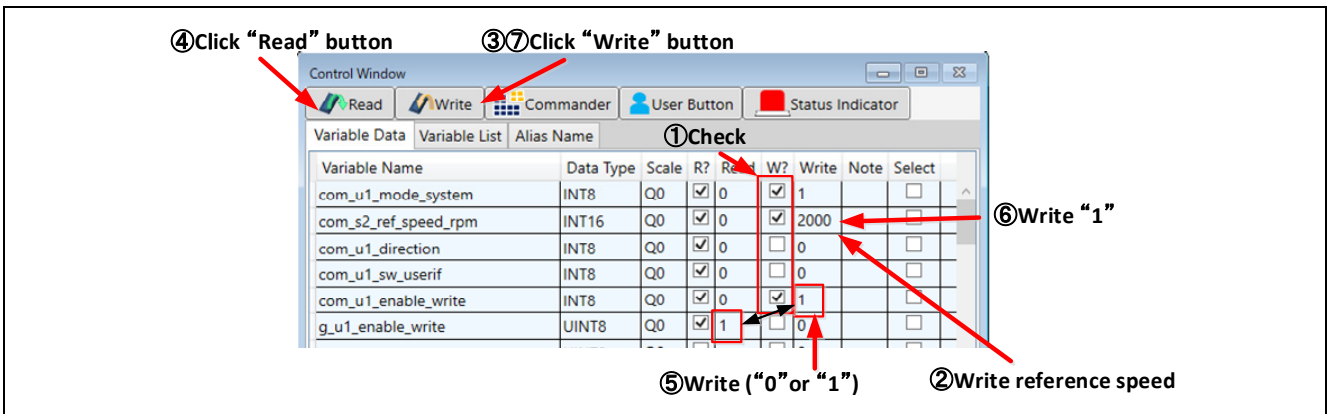 ④Click “Read” button ③⑦Click “Write” button
Control Window
Read Write Commander User Button Status Indicator
Variable Data Variable List Alias Name
①Check
Variable Name Data Type Scale R? Read W? Write Note Select
com_u1_mode_system INT8 Q0 0 1
com_s2_ref_speed_rpm INT16 Q0 0 2000
⑥Write “1”
com_u1_direction INT8 Q0 0 0
com_u1_sw_userif INT8 Q0 0 0
com_u1_enable_write INT8 Q0 0 1
g_u1_enable_write UINT8 Q0 1 0
⑤Write (“0”or “1”) ②Write reference speed